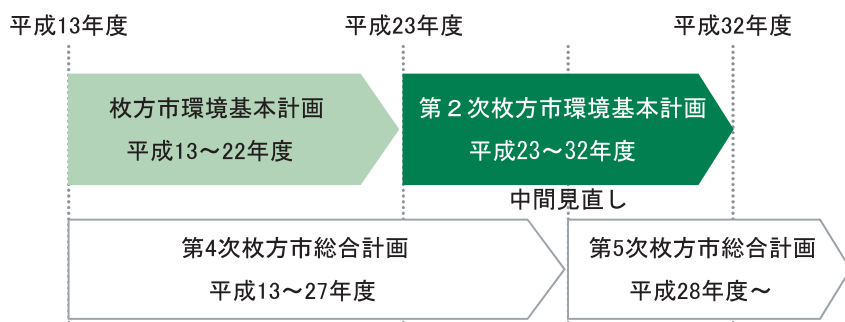 平成13年度
平成23年度
平成32年度
枚方市環境基本計画
平成13～22年度
第２次枚方市環境基本計画
平成23～32年度
中間見直し
第4次枚方市総合計画
平成13～27年度
第5次枚方市総合計画
平成28年度～